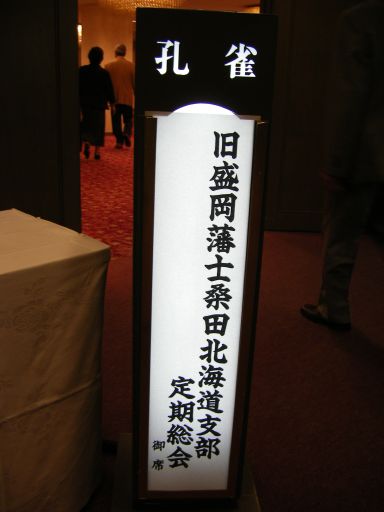 孔雀
旧盛岡藩士桑田北海道支部
定期総会
御席